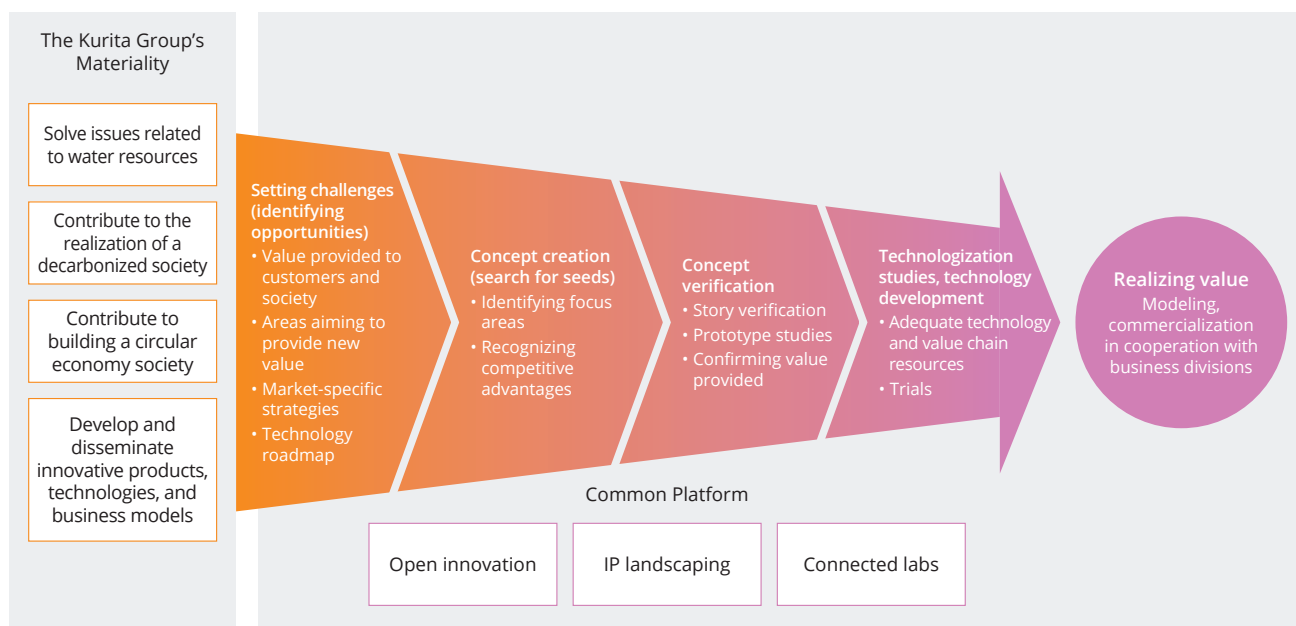 The Kurita Group’s
Materiality
Solve issues related
to water resources
Contribute to the
realization of a
decarbonized society
Contribute to
building a circular
economy society
Develop and
disseminate
innovative products,
technologies, and
business models
Setting challenges
(identifying
opportunities)
• Value provided to
customers and
society
• Areas aiming to
provide new
value
• Market-specific
strategies
• Technology
roadmap
Concept creation
(search for seeds)
• Identifying focus
areas
• Recognizing
competitive
advantages
Concept
verification
• Story verification
• Prototype studies
• Confirming value
provided
Technologization
studies, technology
development
• Adequate technology
and value chain
resources
• Trials
Realizing value
Modeling,
commercialization
in cooperation with
business divisions
Common Platform
Open innovation
IP landscaping
Connected labs